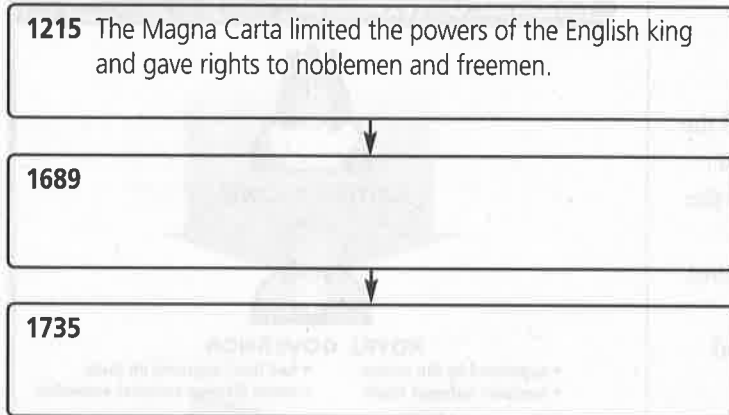 1215 The Magna Carta limited the powers of the English king
and gave rights to noblemen and freemen.
1689
1735
ROYAL GOVERNOR